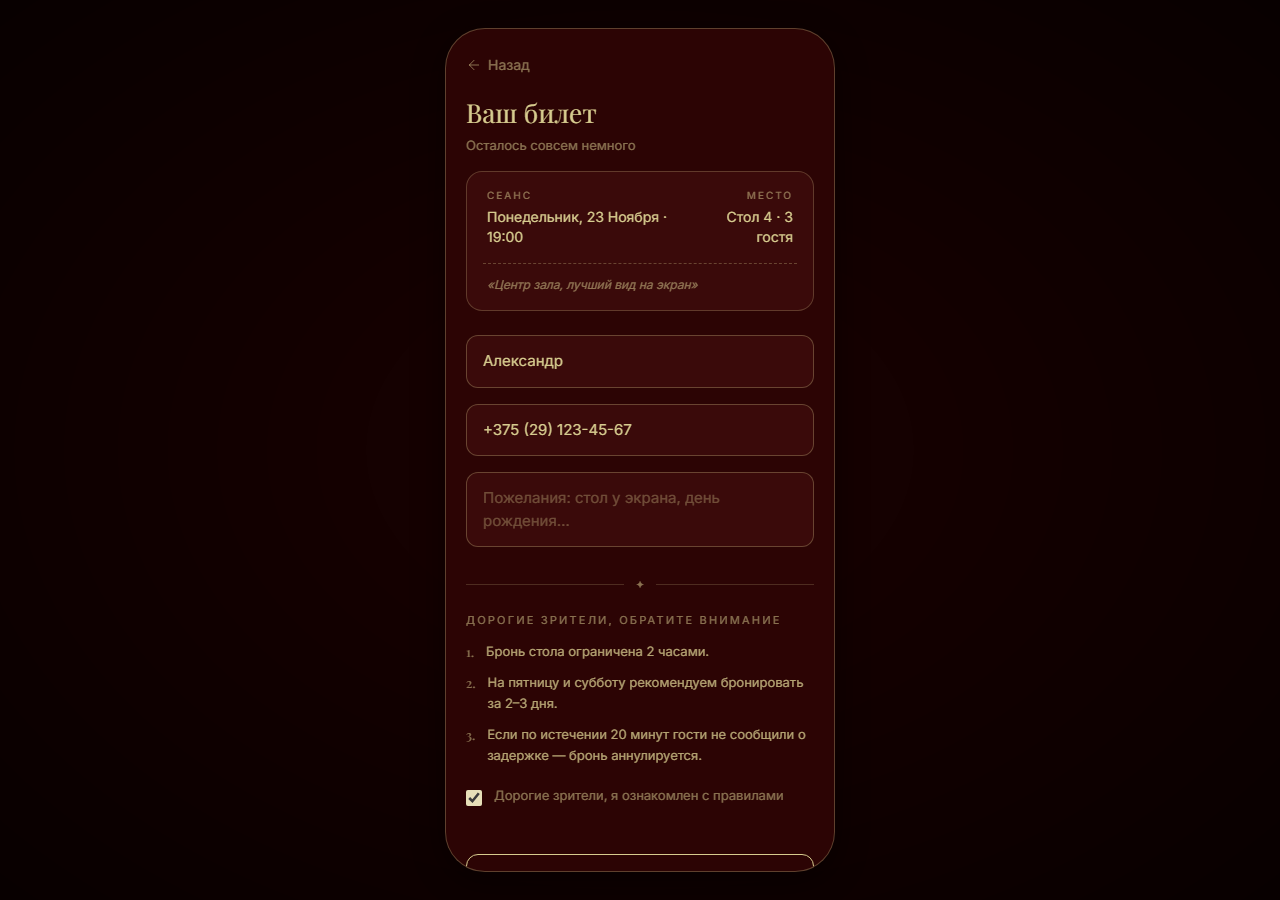 Назад
Ваш билет
Осталось совсем немного
СЕАНС
МЕСТО
Понедельник, 23 Ноября ·
19:00
Стол 4 · 3
гостя
«Центр зала, лучший вид на экран»
Александр
+375 (29) 123-45-67
Пожелания: стол у экрана, день
рождения...
ДОРОГИЕ ЗРИТЕЛИ, ОБРАТИТЕ ВНИМАНИЕ
1. Бронь стола ограничена 2 часами.
2. На пятницу и субботу рекомендуем бронировать
за 2–3 дня.
3. Если по истечении 20 минут гости не сообщили о
задержке — бронь аннулируется.
Дорогие зрители, я ознакомлен с правилами